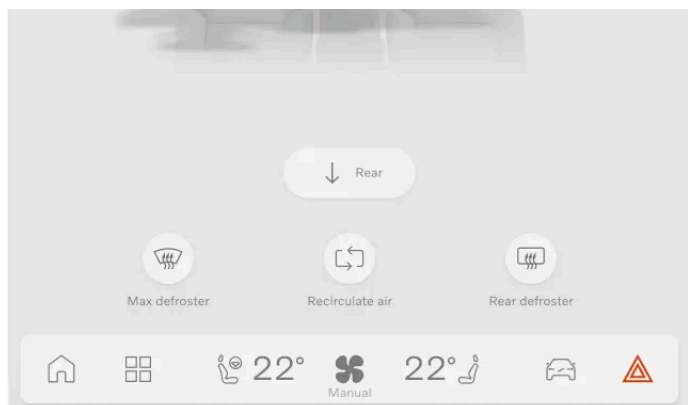 Rear
Max defroster
Recirculate air
Rear defroster
22°
22°
Manual